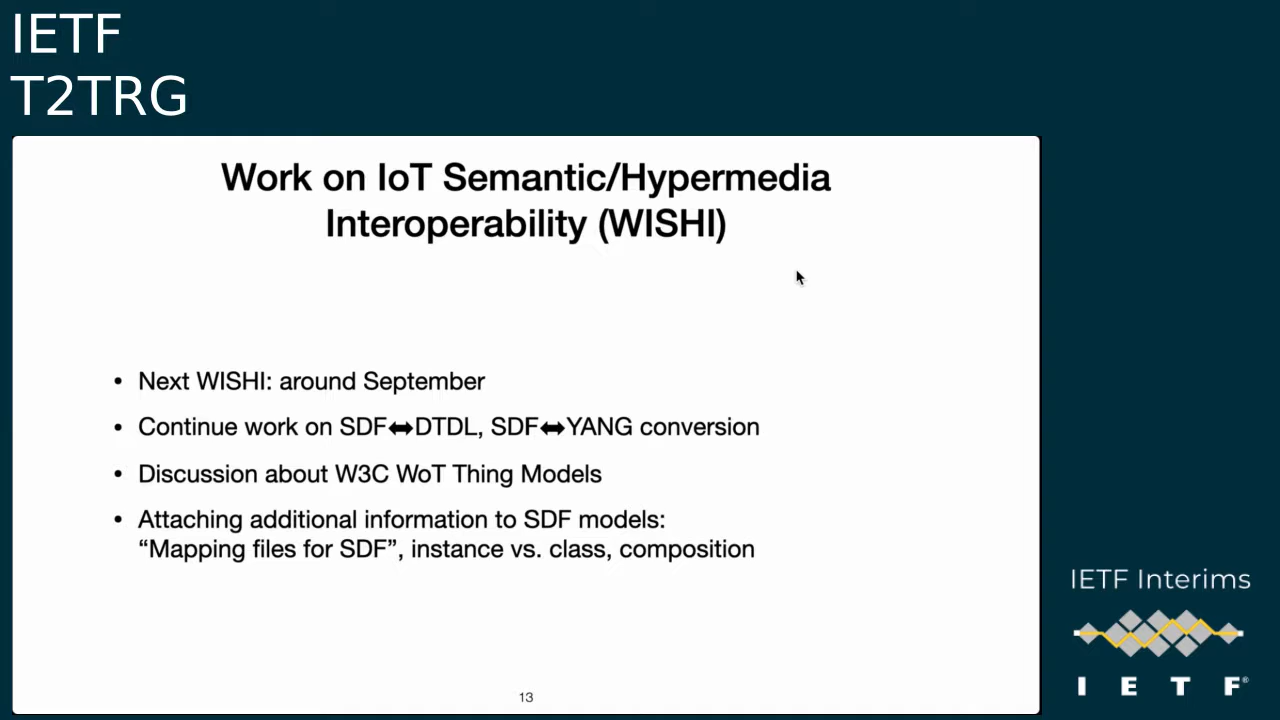 IETF
T2TRG
Work on IoT Semantic/Hypermedia
Interoperability (WISHI)
• Next WISHI: around September
• Continue work on SDF⬌DTDL, SDF⬌YANG conversion
• Discussion about W3C WoT Thing Models
• Attaching additional information to SDF models:
“Mapping files for SDF”, instance vs. class, composition
13
IETF Interims
I E T F®